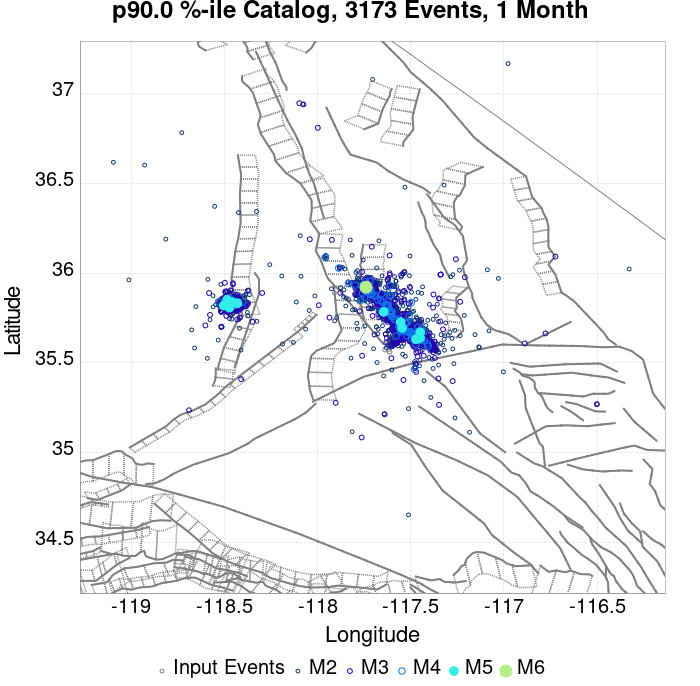 p90.0 %-ile Catalog, 3173 Events, 1 Month
37
36.5
36
35.5
35
34.5
Latitude
-119
-118.5
-118
-117.5
-117
-116.5
Longitude
Input Events
M2
M3
M4
M5
M6